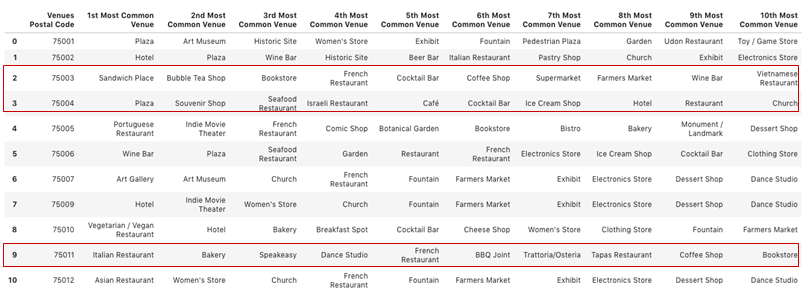 Venues Postal Code 1st Most Common Venue 2nd Most Common Venue 3rd Most Common Venue 4th Most Common Venue 5th Most Common Venue 6th Most Common Venue 7th Most Common Venue 8th Most Common Venue 9th Most Common Venue 10th Most Common Venue
0 75001 Plaza Art Museum Historic Site Women's Store Exhibit Fountain Pedestrian Plaza Garden Udon Restaurant Toy / Game Store
1 75002 Hotel Plaza Wine Bar Historic Site Beer Bar Italian Restaurant Pastry Shop Church Exhibit Electronics Store
2 75003 Sandwich Place Bubble Tea Shop Bookstore French Restaurant Cocktail Bar Coffee Shop Supermarket Farmers Market Wine Bar Vietnamese Restaurant
3 75004 Plaza Souvenir Shop Seafood Restaurant Israeli Restaurant Café Cocktail Bar Ice Cream Shop Hotel Restaurant Church
4 75005 Portuguese Restaurant Indie Movie Theater French Restaurant Comic Shop Botanical Garden Bookstore Bistro Bakery Monument / Landmark Dessert Shop
5 75006 Wine Bar Plaza Seafood Restaurant Garden Restaurant French Restaurant Electronics Store Ice Cream Shop Cocktail Bar Clothing Store
6 75007 Art Gallery Art Museum Church French Restaurant Fountain Farmers Market Exhibit Electronics Store Dessert Shop Dance Studio
7 75009 Hotel Indie Movie Theater Women's Store Church Fountain Farmers Market Exhibit Electronics Store Dessert Shop Dance Studio
8 75010 Vegetarian / Vegan Restaurant Hotel Bakery Breakfast Spot Cocktail Bar Cheese Shop Women's Store Clothing Store Fountain Farmers Market
9 75011 Italian Restaurant Bakery Speakeasy Dance Studio French Restaurant BBQ Joint Trattoria/Osteria Tapas Restaurant Coffee Shop Bookstore
10 75012 Asian Restaurant Women's Store Church French Restaurant Fountain Farmers Market Exhibit Electronics Store Dessert Shop Dance Studio